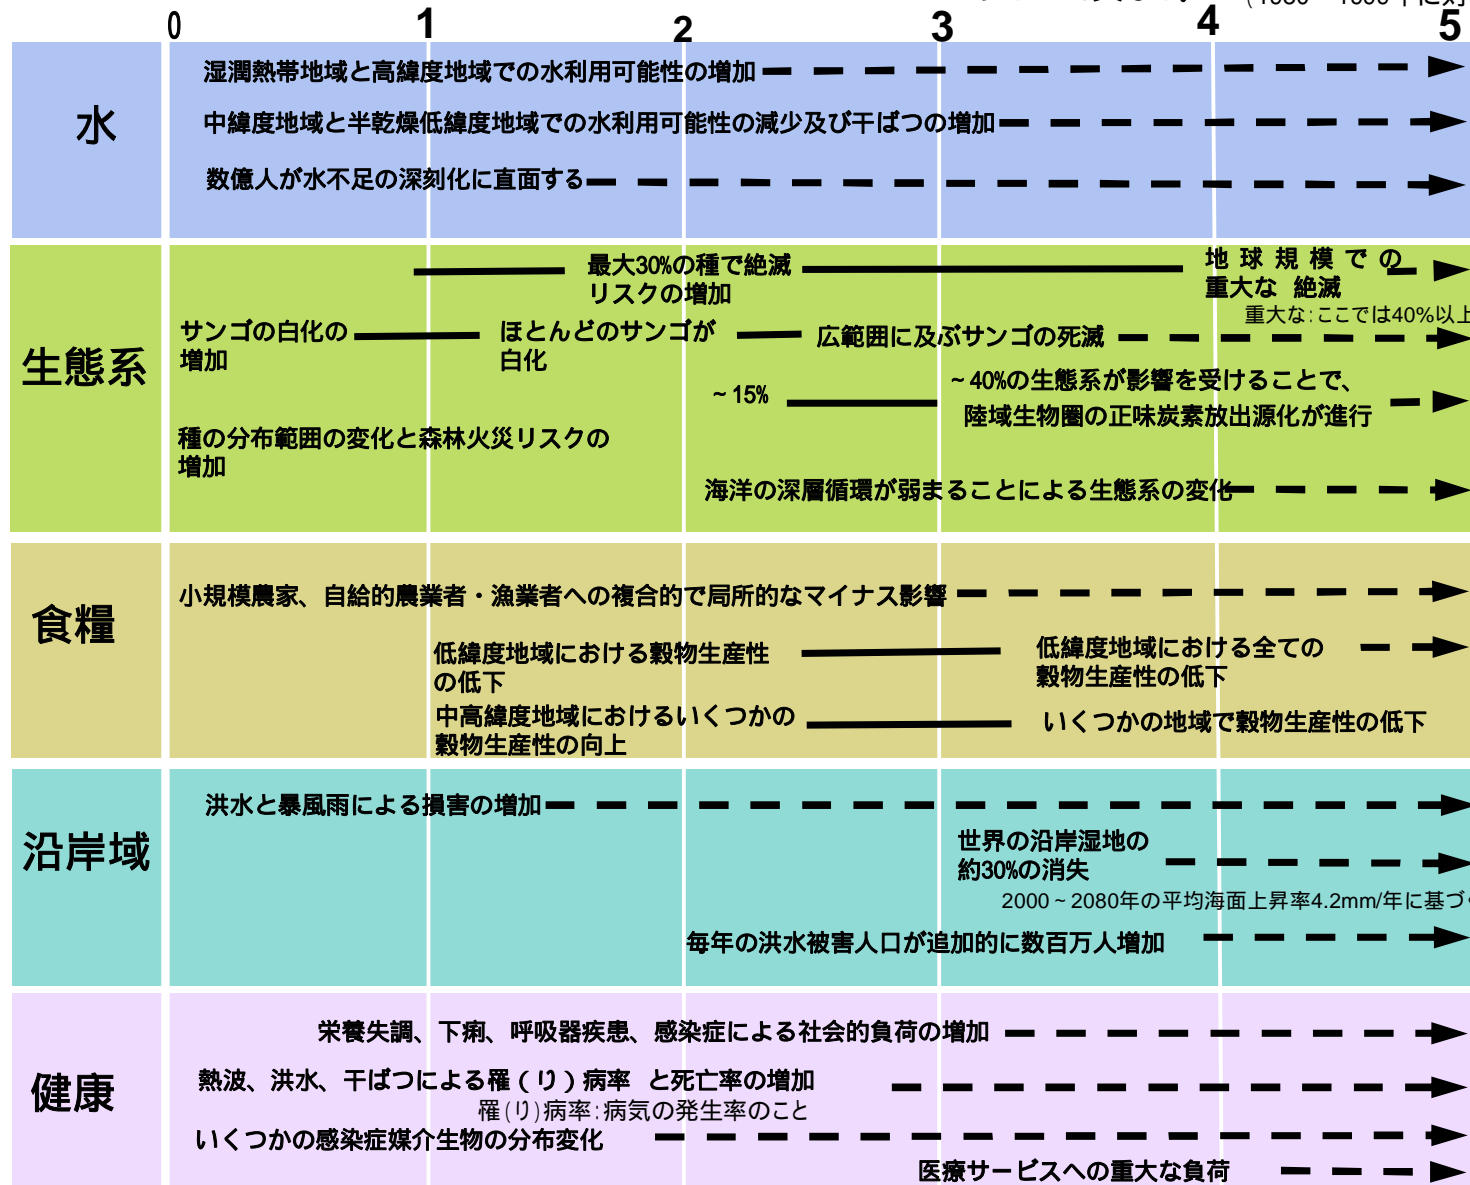 0 1 2 3 4 5
水
湿潤熱帯地域と高緯度地域での水利用可能性の増加
中緯度地域と半乾燥低緯度地域での水利用可能性の減少及び干ばつの増加
数億人が水不足の深刻化に直面する
生態系
最大30%の種で絶滅
リスクの増加
地球規模での
重大な 絶滅
重大な:ここでは40%以上
サンゴの白化の
増加
ほとんどのサンゴが
白化
広範囲に及ぶサンゴの死滅
~15%
~40%の生態系が影響を受けることで、
陸域生物圏の正味炭素放出源化が進行
種の分布範囲の変化と森林火災リスクの
増加
海洋の深層循環が弱まることによる生態系の変化
食糧
小規模農家、自給的農業者・漁業者への複合的で局所的なマイナス影響
低緯度地域における穀物生産性
の低下
低緯度地域における全ての
穀物生産性の低下
中高緯度地域におけるいくつかの
穀物生産性の向上
いくつかの地域で穀物生産性の低下
沿岸域
洪水と暴風雨による損害の増加
世界の沿岸湿地の
約30%の消失
2000~2080年の平均海面上昇率4.2mm/年に基づ
毎年の洪水被害人口が追加的に数百万人増加
健康
栄養失調、下痢、呼吸器疾患、感染症による社会的負荷の増加
熱波、洪水、干ばつによる罹(り)病率 と死亡率の増加
罹(り)病率:病気の発生率のこと
いくつかの感染症媒介生物の分布変化
医療サービスへの重大な負荷